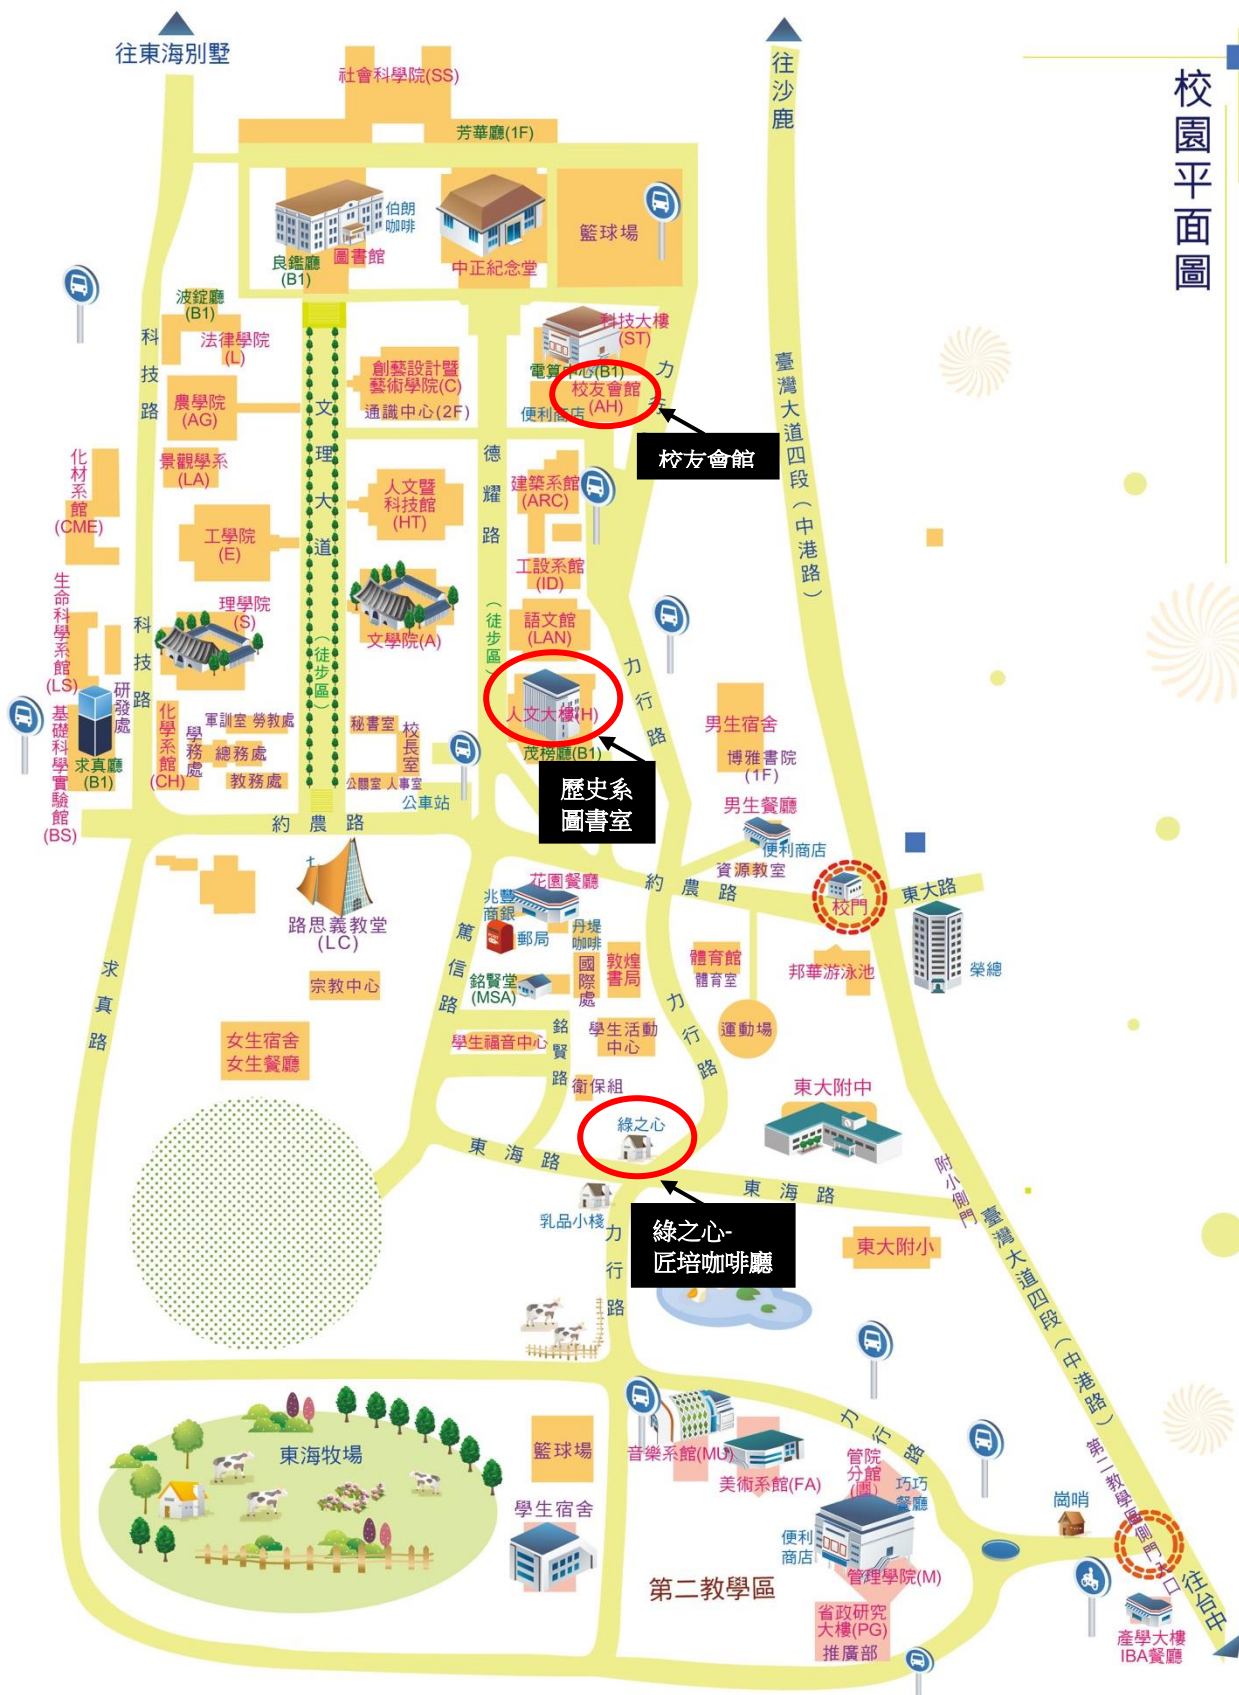 校園平面圖
往東海別墅
往沙鹿
社會科學院(SS)
芳華廳(1F)
伯朗
咖啡
圖書館
良鑑廳
(B1)
中正紀念堂
籃球場
波錠廳
(B1)
法律學院
(L)
科技路
科技大樓
(ST)
電算中心(B1)
校友會館
(AH)
便利商店
校友會館
力行
創藝設計暨
藝術學院(C)
通識中心(2F)
農學院
(AG)
文理大道
(徒步區)
臺灣大道四段(中港路)
化材系館
(CME)
景觀學系
(LA)
人文暨
科技館
(HT)
德耀路
(徒步區)
建築系館
(ARC)
工學院
(E)
工設系館
(ID)
生命科學系館
(LS)
科技路
理學院
(S)
文學院(A)
語文館
(LAN)
力行路
人文大樓(H)
茂榜廳(B1)
歷史系
圖書室
研發處
基礎科學實驗館
(BS)
求真廳
(B1)
化學系館
(CH)
學務處
軍訓室 勞教處
總務處
教務處
秘書室
校長室
公關室 人事室
公車站
男生宿舍
博雅書院
(1F)
男生餐廳
便利商店
資源教室
約農路
約農路
校門
東大路
榮總
路思義教堂
(LC)
宗教中心
花園餐廳
兆豐
商銀
郵局
丹堤
咖啡
篤信路
銘賢堂
(MSA)
國際處
敦煌
書局
體育館
體育室
邦華游泳池
求真路
女生宿舍
女生餐廳
學生福音中心
銘賢路
學生活動
中心
力行路
運動場
衛保組
東大附中
綠之心
東海路
東海路
附小側門
乳品小棧
綠之心-
匠培咖啡廳
力行路
東大附小
臺灣大道四段(中港路)
東海牧場
籃球場
學生宿舍
音樂系館(MU)
美術系館(FA)
管院
分館
巧巧
餐廳
力行路
便利
商店
管理學院(M)
第二教學區
省政研究
大樓(PG)
推廣部
崗哨
往台中
產學大樓
IBA餐廳